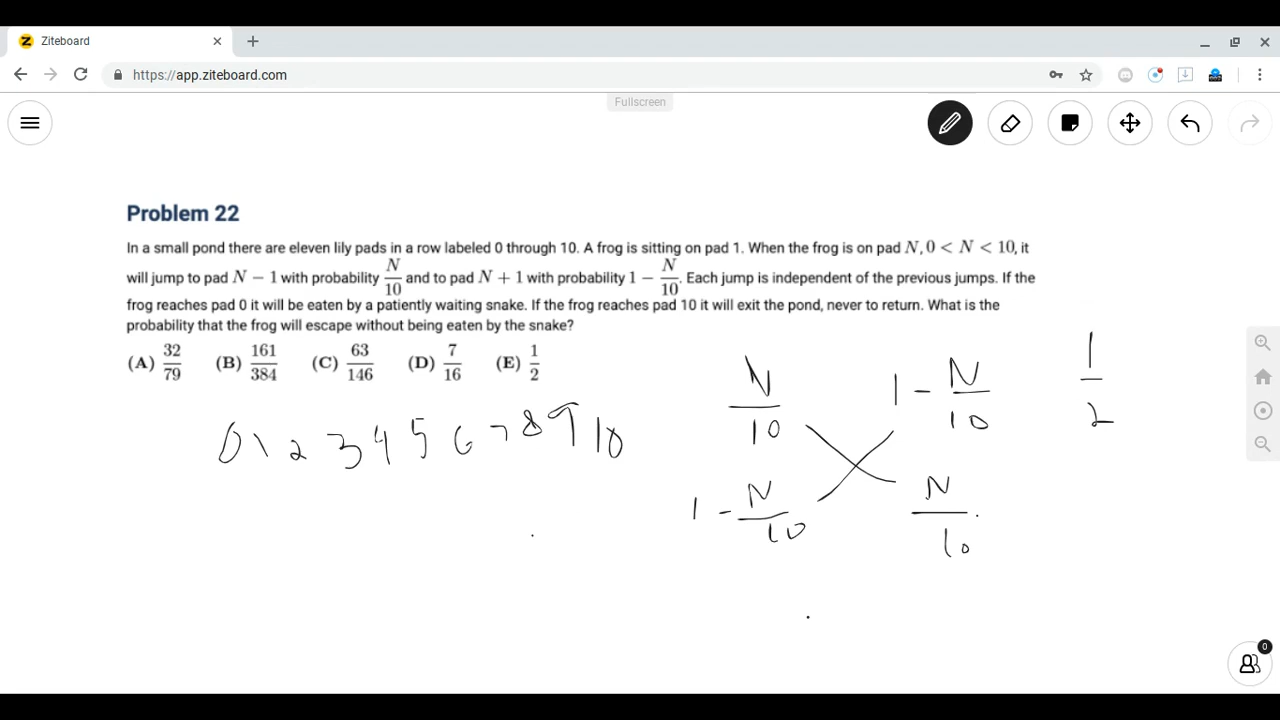 Ziteboard
https://app.ziteboard.com
Fullscreen
Problem 22
In a small pond there are eleven lily pads in a row labeled 0 through 10. A frog is sitting on pad 1. When the frog is on pad N, 0 < N < 10, it
will jump to pad N − 1 with probability N/10 and to pad N + 1 with probability 1 − N/10. Each jump is independent of the previous jumps. If the
frog reaches pad 0 it will be eaten by a patiently waiting snake. If the frog reaches pad 10 it will exit the pond, never to return. What is the
probability that the frog will escape without being eaten by the snake?
(A) 32/79 (B) 161/384 (C) 63/146 (D) 7/16 (E) 1/2
0 1 2 3 4 5 6 7 8 9 10
N/10 1 - N/10 1/2
1 - N/10 N/10
0